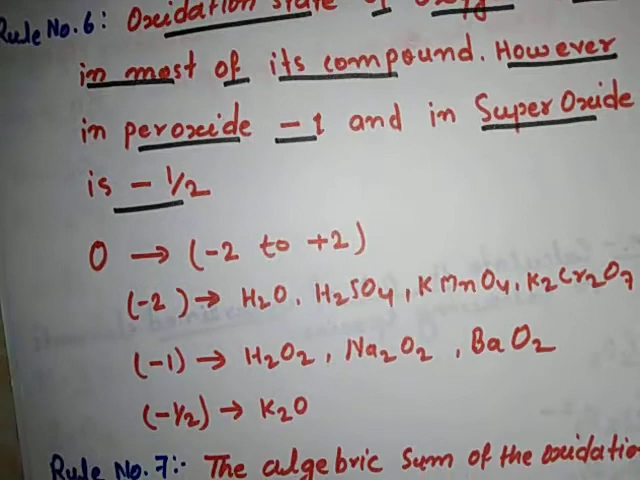 Rule No.6: Oxidation state of
in most of its compound. However
in peroxide -1 and in Super Oxide
is - 1/2
O → (-2 to +2)
(-2) → H2O, H2SO4, KMnO4, K2Cr2O7
(-1) → H2O2, Na2O2, BaO2
(-1/2) → K2O
Rule No.7:- The algebric sum of the oxidation